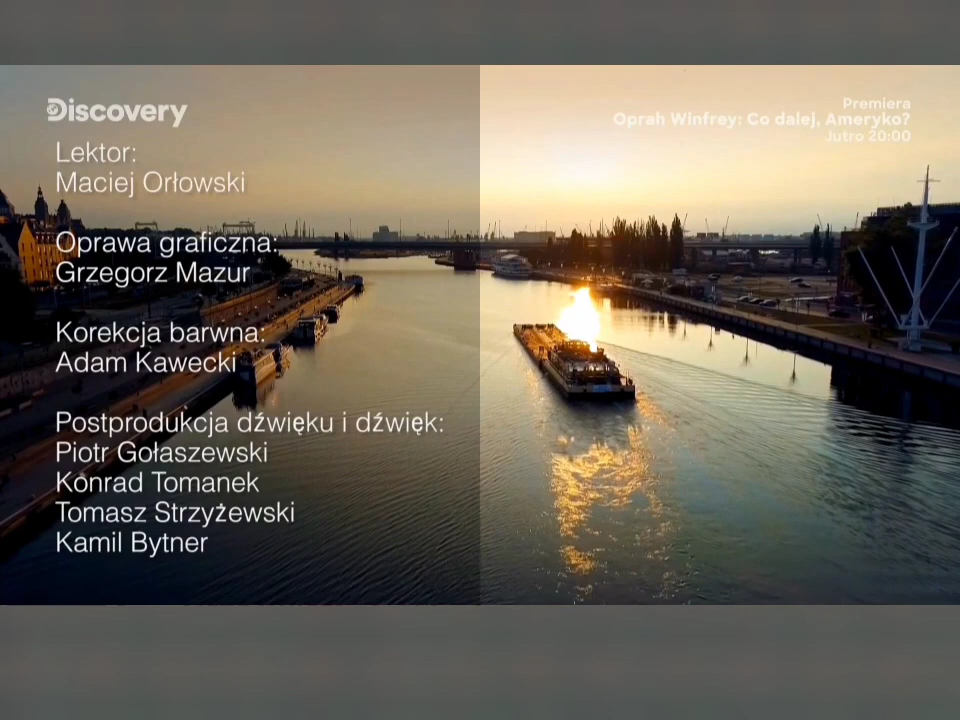 Discovery
Premiera
Oprah Winfrey: Co dalej, Ameryko?
Jutro 20:00
Lektor:
Maciej Orłowski
Oprawa graficzna:
Grzegorz Mazur
Korekcja barwna:
Adam Kawecki
Postprodukcja dźwięku i dźwięk:
Piotr Gołaszewski
Konrad Tomanek
Tomasz Strzyżewski
Kamil Bytner